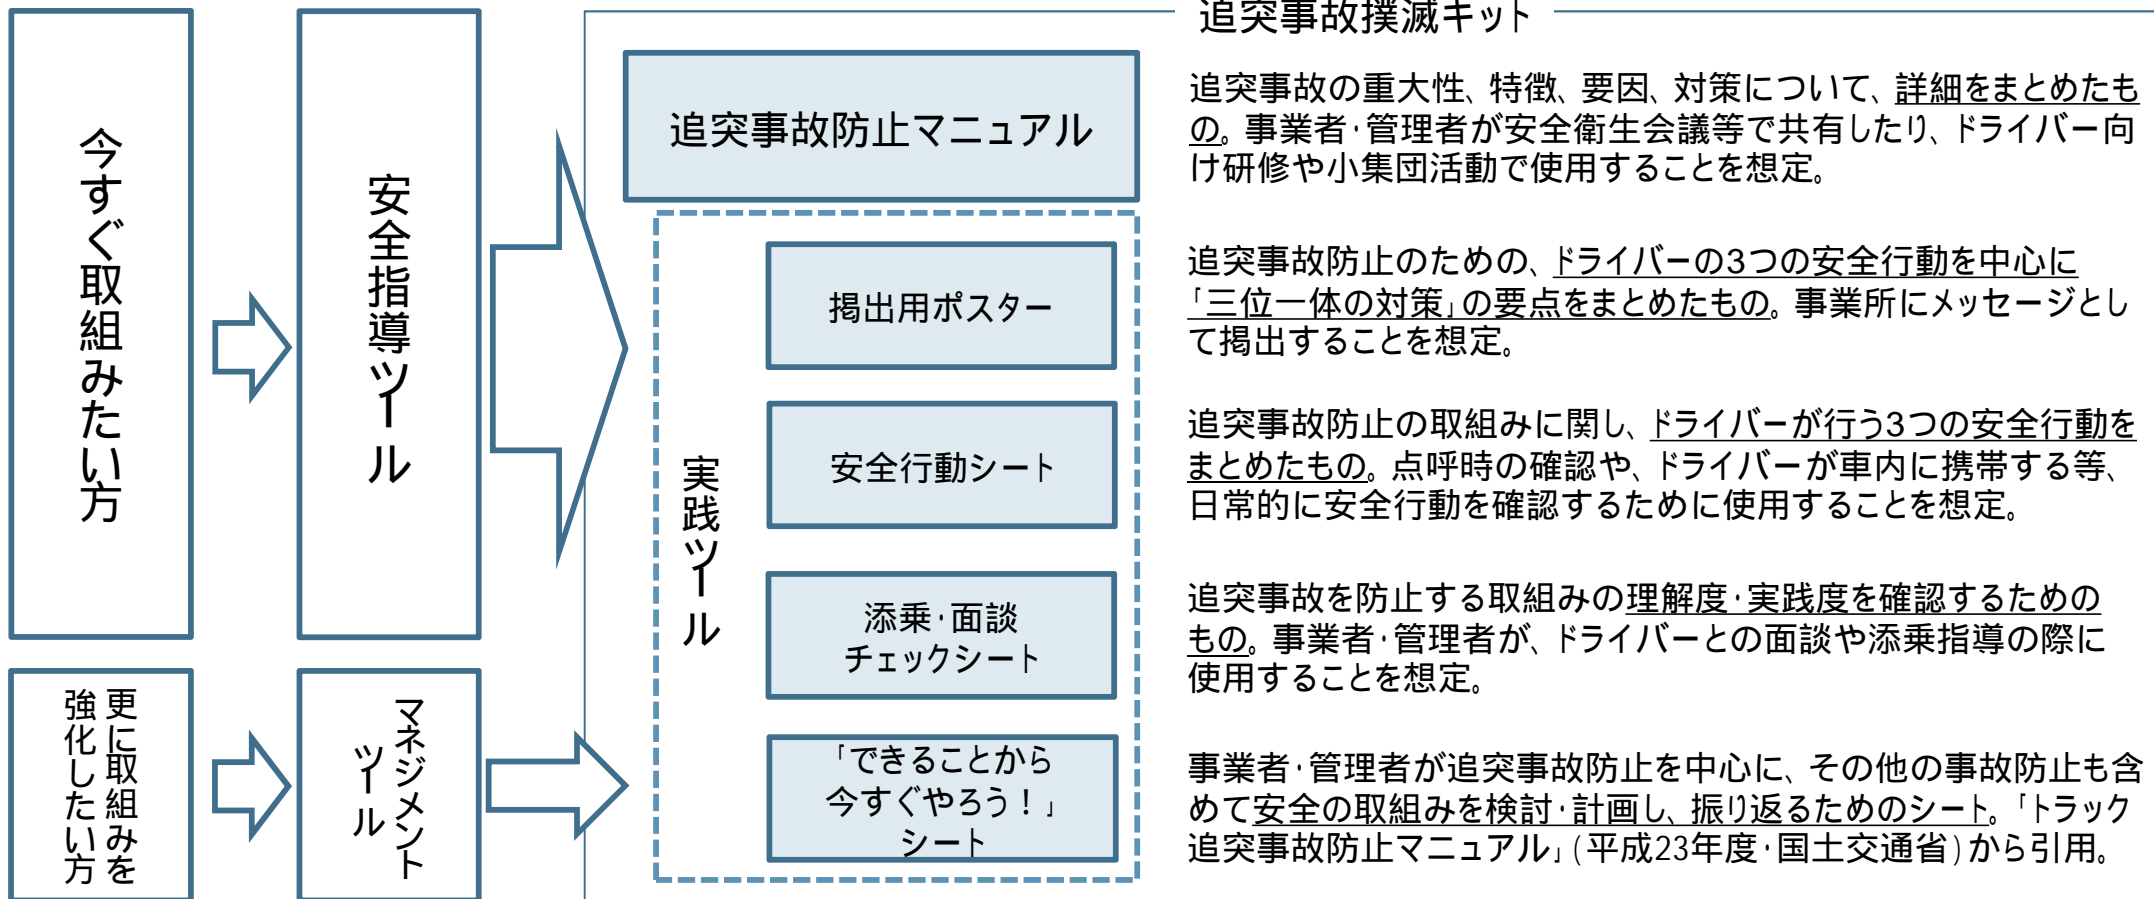 追突事故撲滅キット
今すぐ取組みたい方
安全指導ツール
追突事故防止マニュアル
追突事故の重大性、特徴、要因、対策について、詳細をまとめたも
の。事業者・管理者が安全衛生会議等で共有したり、ドライバー向
け研修や小集団活動で使用することを想定。
実践ツール
掲出用ポスター
追突事故防止のための、ドライバーの3つの安全行動を中心に
「三位一体の対策」の要点をまとめたもの。事業所にメッセージとし
て掲出することを想定。
安全行動シート
追突事故防止の取組みに関し、ドライバーが行う3つの安全行動を
まとめたもの。点呼時の確認や、ドライバーが車内に携帯する等、
日常的に安全行動を確認するために使用することを想定。
添乗・面談
チェックシート
追突事故を防止する取組みの理解度・実践度を確認するための
もの。事業者・管理者が、ドライバーとの面談や添乗指導の際に
使用することを想定。
更に取組みを
強化したい方
マネジメント
ツール
「できることから
今すぐやろう！」
シート
事業者・管理者が追突事故防止を中心に、その他の事故防止も含
めて安全の取組みを検討・計画し、振り返るためのシート。「トラック
追突事故防止マニュアル」(平成23年度・国土交通省)から引用。